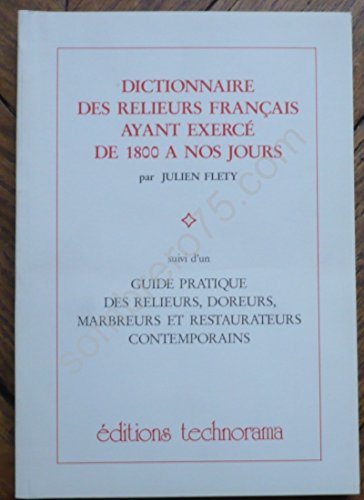 DICTIONNAIRE
DES RELIEURS FRANÇAIS
AYANT EXERCÉ
DE 1800 A NOS JOURS
par JULIEN FLETY
suivi d'un
GUIDE PRATIQUE
DES RELIEURS, DOREURS,
MARBREURS ET RESTAURATEURS
CONTEMPORAINS
éditions technorama